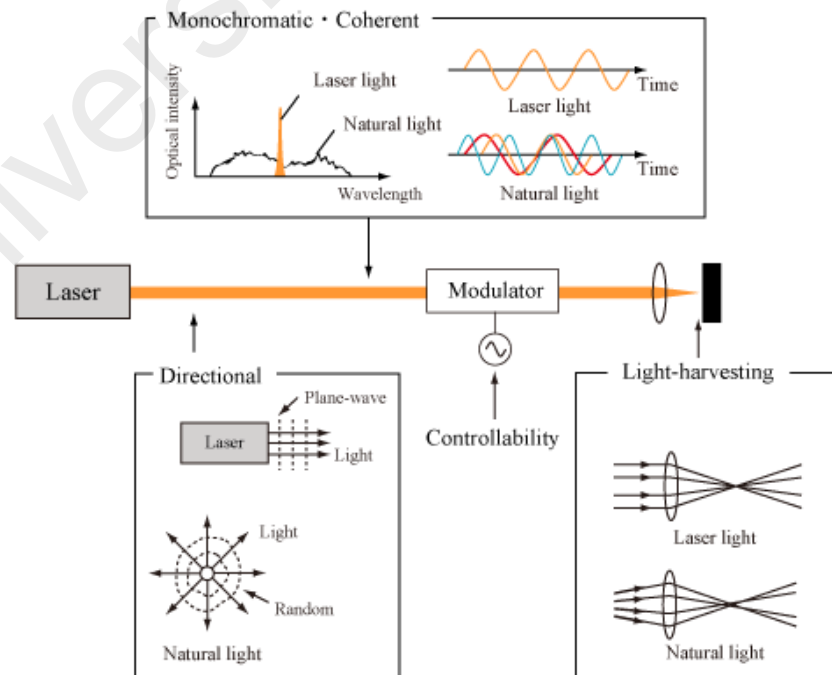 Monochromatic・Coherent
Optical intensity
Laser light
Natural light
Wavelength
Time
Laser light
Time
Natural light
Laser
Modulator
Directional
Plane-wave
Laser
Light
Light
Random
Natural light
Controllability
Light-harvesting
Laser light
Natural light